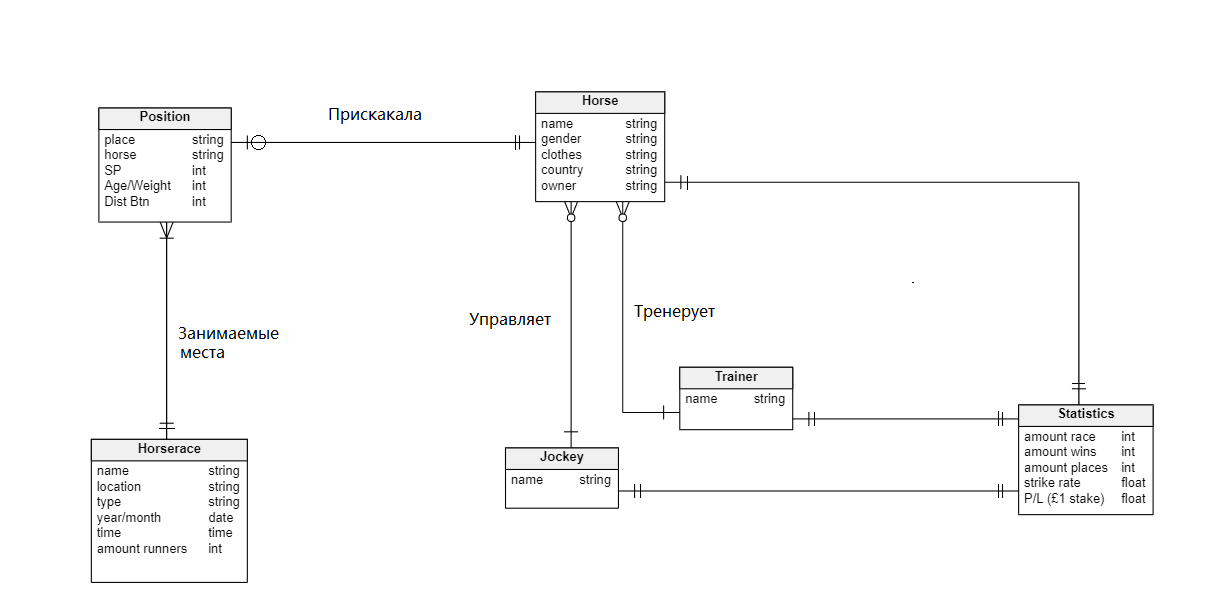 Прискакала
Horse
name string
gender string
clothes string
country string
owner string
Position
place string
horse string
SP int
Age/Weight int
Dist Btn int
Управляет
Тренерует
Занимаемые
места
Trainer
name string
Statistics
amount race int
amount wins int
amount places int
strike rate float
P/L (£1 stake) float
Jockey
name string
Horserace
name string
location string
type string
year/month date
time time
amount runners int